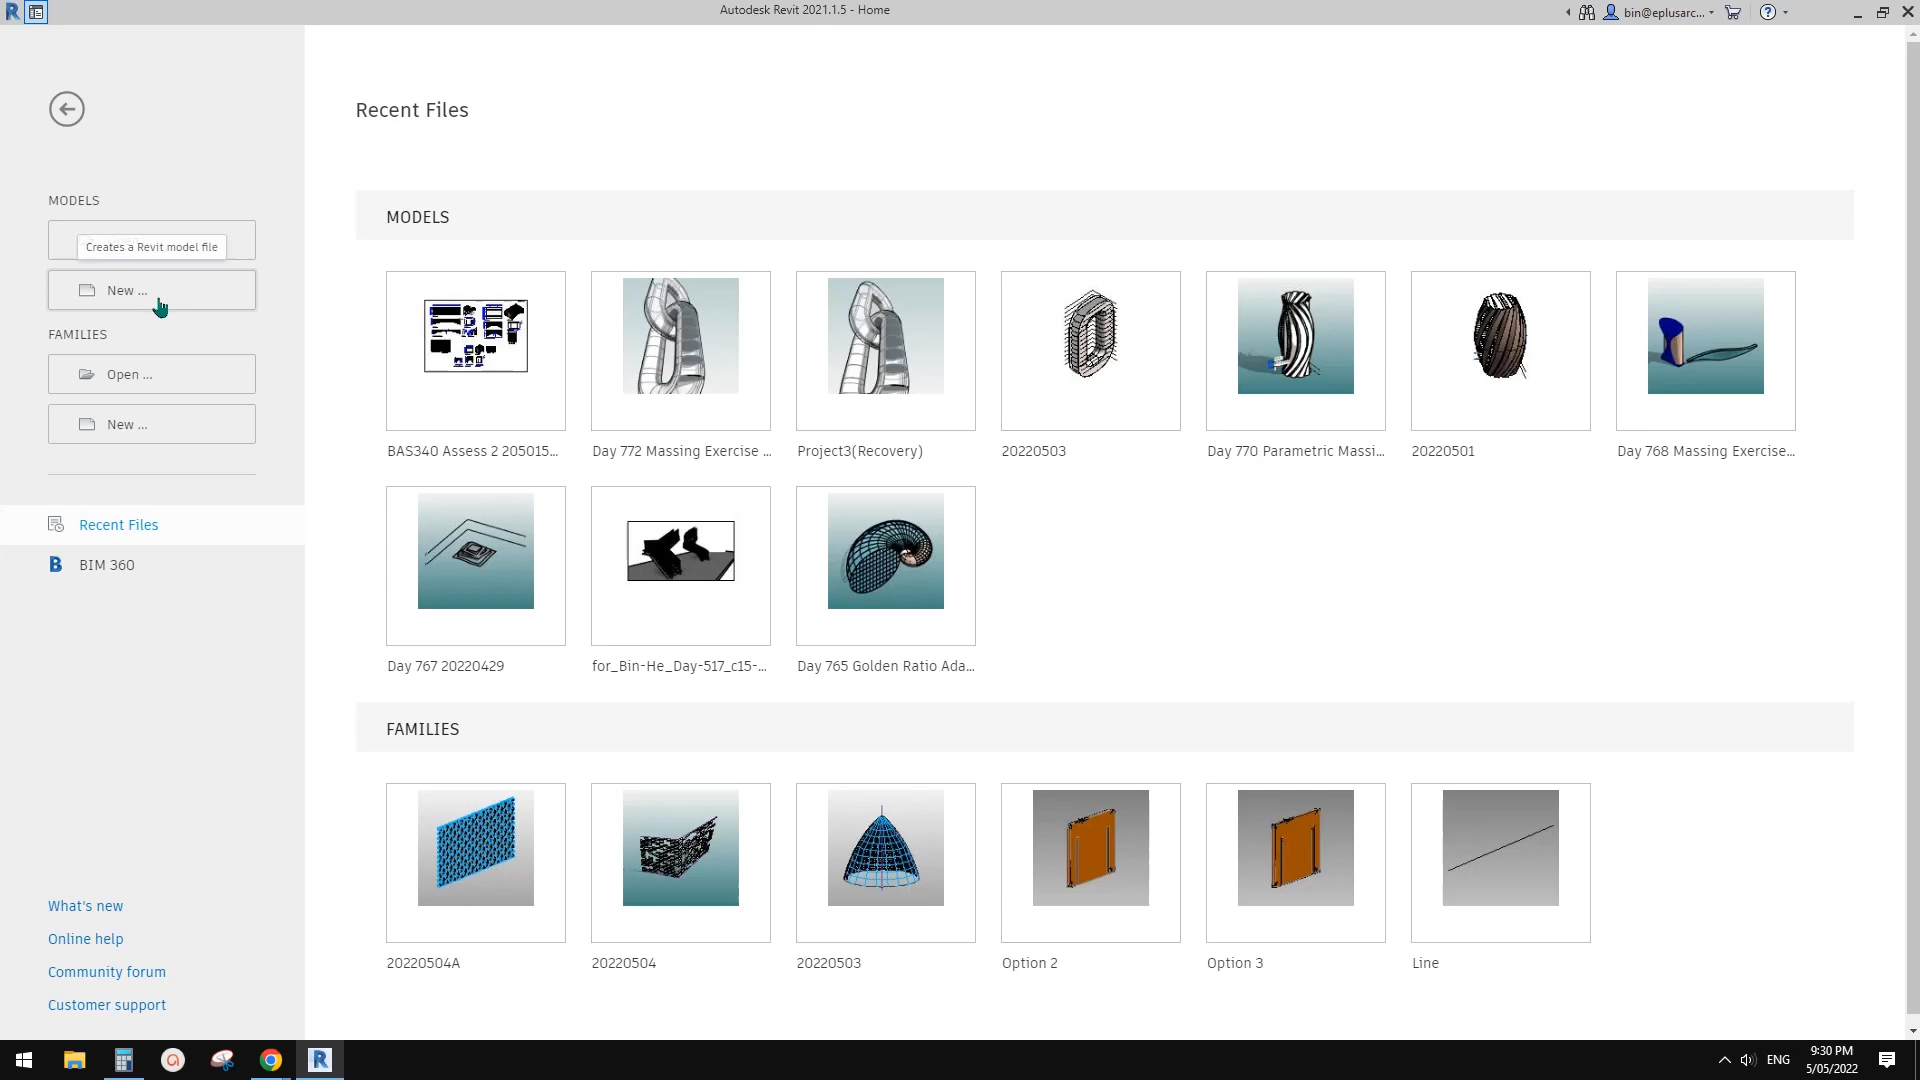 Autodesk Revit 2021.1.5 - Home
bin@eplusarc...
Recent Files
MODELS
Creates a Revit model file
New ...
FAMILIES
Open ...
New ...
Recent Files
BIM 360
What's new
Online help
Community forum
Customer support
MODELS
BAS340 Assess 2 205015...
Day 772 Massing Exercise ...
Project3(Recovery)
20220503
Day 770 Parametric Massi...
20220501
Day 768 Massing Exercise...
Day 767 20220429
for_Bin-He_Day-517_c15-...
Day 765 Golden Ratio Ada...
FAMILIES
20220504A
20220504
20220503
Option 2
Option 3
Line
ENG
9:30 PM
5/05/2022